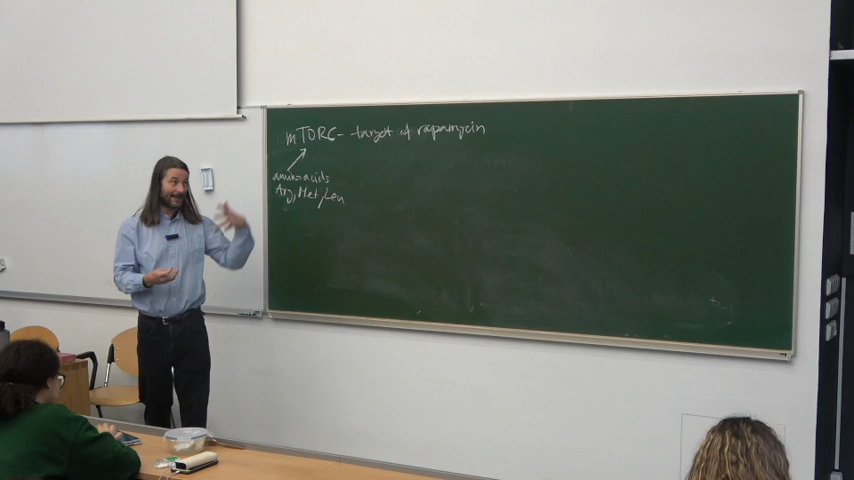 mTORC - target of rapamycin
amino acids
Arg, Met, Leu